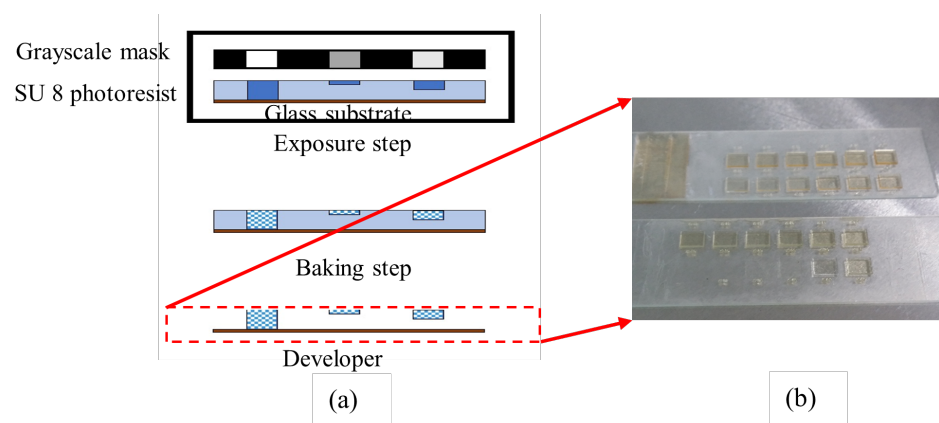 Grayscale mask
SU 8 photoresist
Glass substrate
Exposure step
Baking step
Developer
(a)
(b)